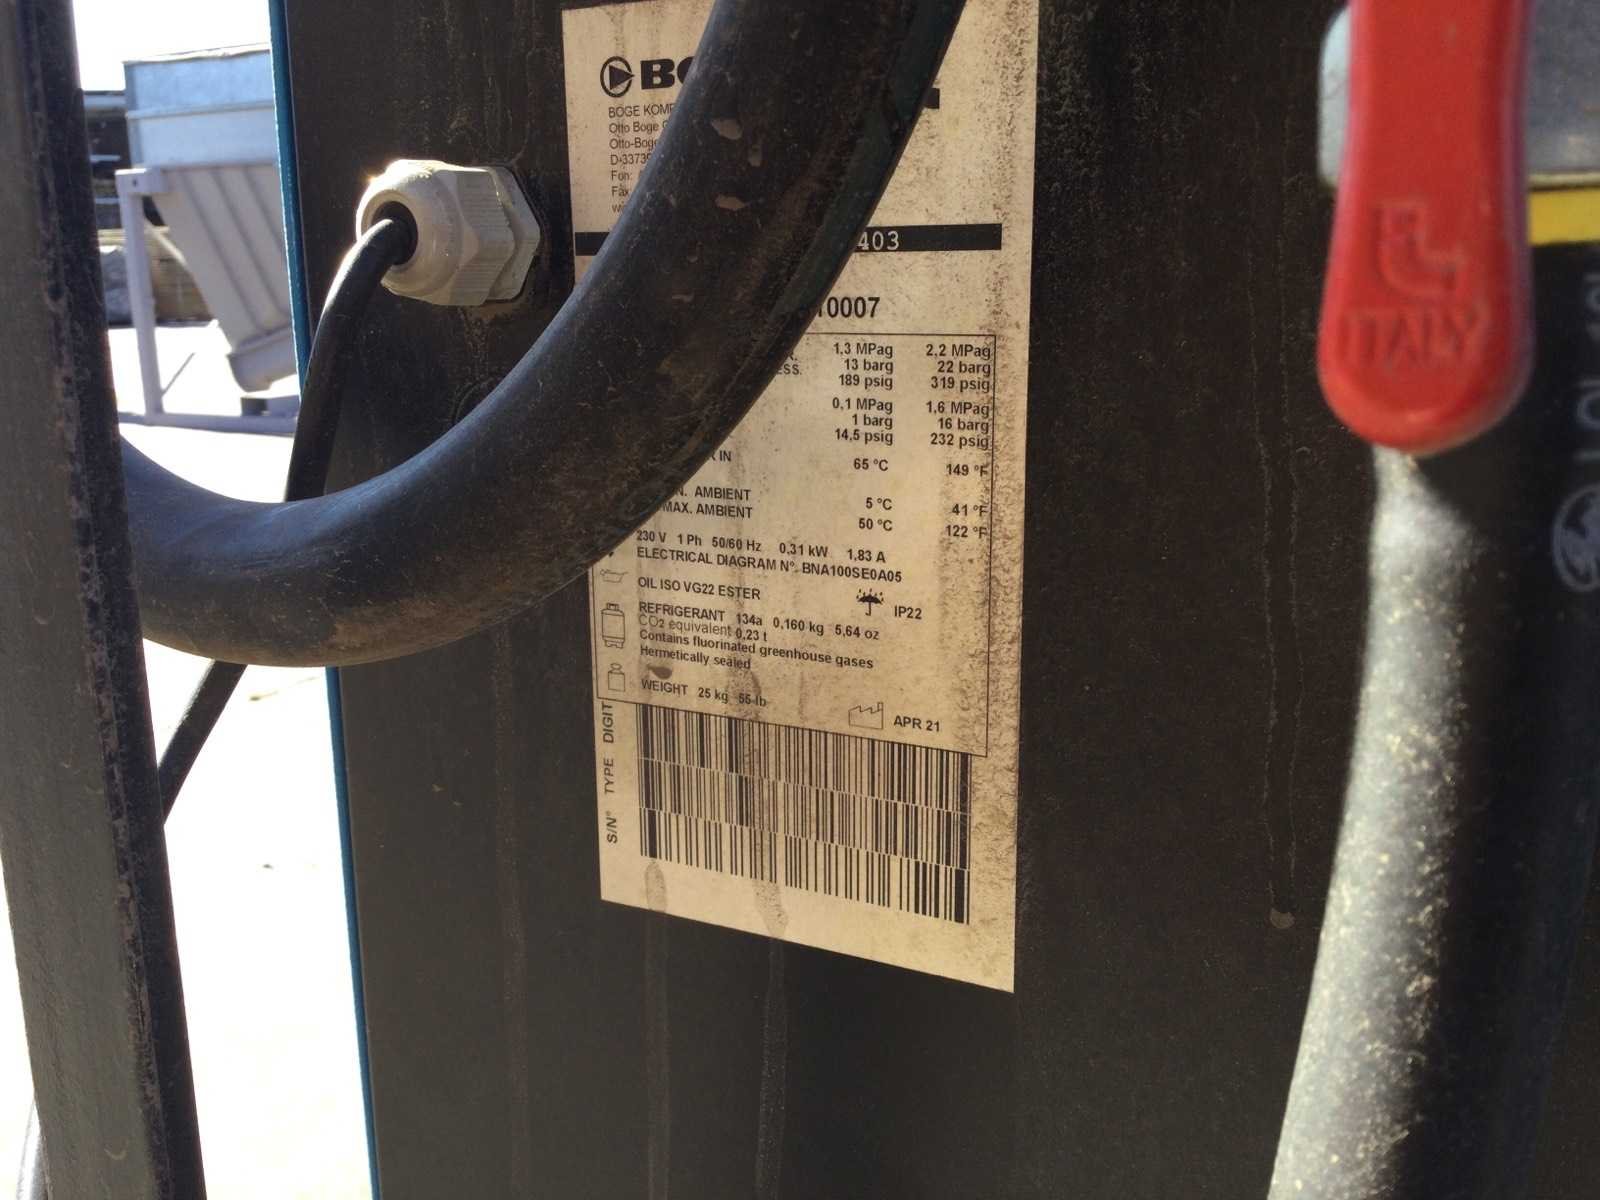 BOGE KOMP
Otto Boge
Otto-Boge
D-3373
Fon:
Fax
403
10007
1,3 MPag 2,2 MPag
13 barg 22 barg
189 psig 319 psig
0,1 MPag 1,6 MPag
1 barg 16 barg
14,5 psig 232 psig
IN 65 °C 149 °F
AMBIENT 5 °C 41 °F
MAX. AMBIENT 50 °C 122 °F
230 V 1 Ph 50/60 Hz 0,31 kW 1,83 A
ELECTRICAL DIAGRAM N°. BNA100SE0A05
OIL ISO VG22 ESTER IP22
REFRIGERANT 134a 0,160 kg 5,64 oz
CO2 equivalent 0,23 t
Contains fluorinated greenhouse gases
Hermetically sealed
WEIGHT 25 kg 55 lb
APR 21
S/N° TYPE DIGIT
ITALY